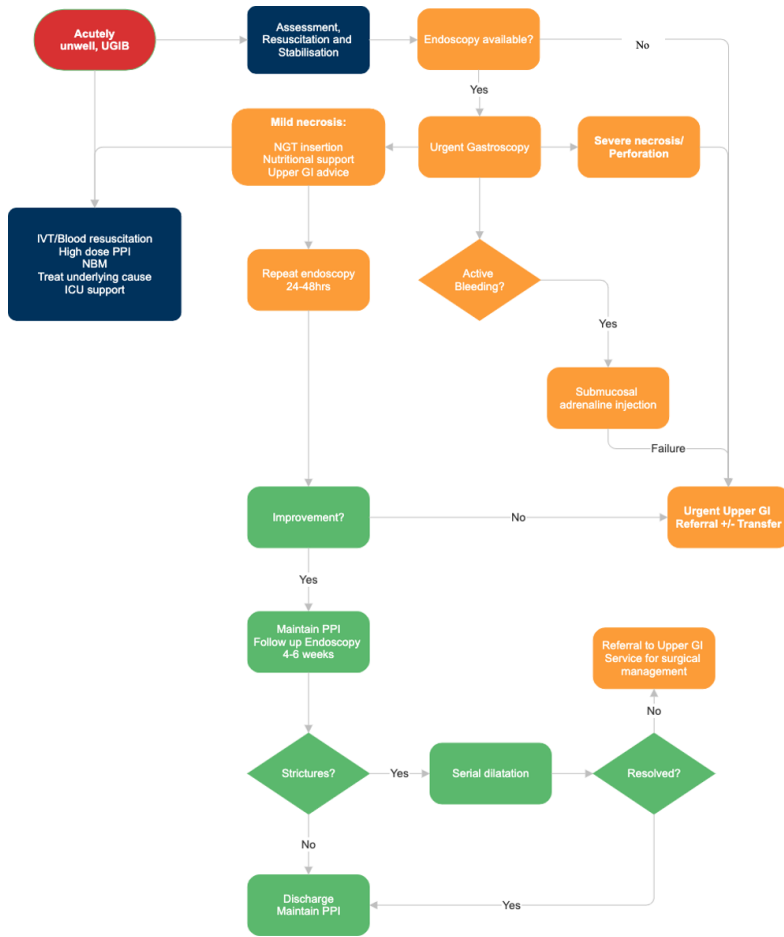 Acutely
unwell, UGIB
Assessment,
Resuscitation and
Stabilisation
Endoscopy available?
No
Yes
Mild necrosis:
NGT insertion
Nutritional support
Upper GI advice
Urgent Gastroscopy
Severe necrosis/
Perforation
IVT/Blood resuscitation
High dose PPI
NBM
Treat underlying cause
ICU support
Repeat endoscopy
24-48hrs
Active
Bleeding?
Yes
Submucosal
adrenaline injection
Failure
Improvement?
No
Urgent Upper GI
Referral +/- Transfer
Yes
Maintain PPI
Follow up Endoscopy
4-6 weeks
Referral to Upper GI
Service for surgical
management
No
Strictures?
Yes
Serial dilatation
Resolved?
No
Discharge
Maintain PPI
Yes